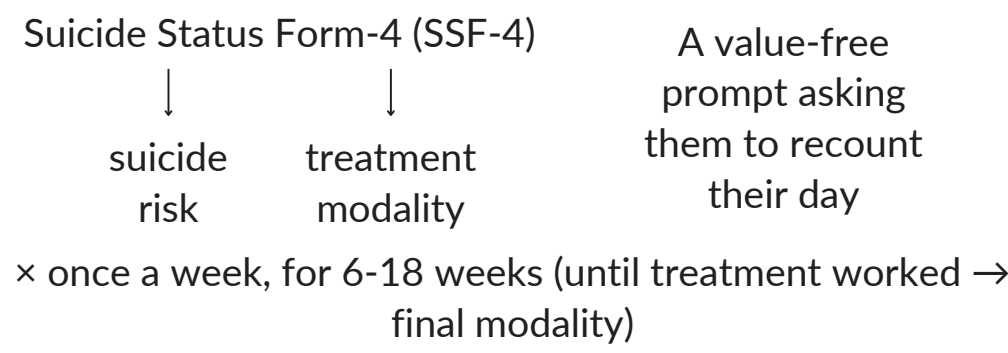 Suicide Status Form-4 (SSF-4)
suicide
risk
treatment
modality
A value-free
prompt asking
them to recount
their day
× once a week, for 6-18 weeks (until treatment worked →
final modality)